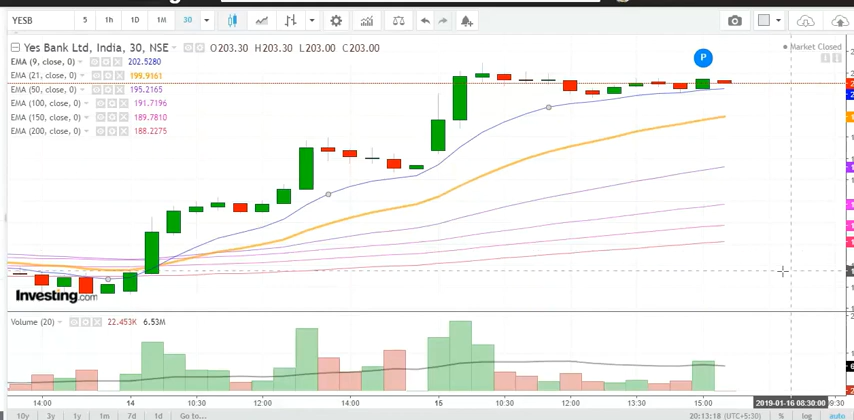 YESB 5 1h 1D 1M 30
Yes Bank Ltd, India, 30, NSE O203.30 H203.30 L203.00 C203.00
Market Closed
EMA (9, close, 0) 202.5280
EMA (21, close, 0) 199.9161
EMA (50, close, 0) 195.2165
EMA (100, close, 0) 191.7196
EMA (150, close, 0) 189.7810
EMA (200, close, 0) 188.2275
P
Investing.com
Volume (20) 22.453K 6.53M
14:00 14 10:30 12:00 14:00 15 10:30 12:00 13:30 15:00 2019-01-16 08:30:00 09:30
10y 3y 1y 1m 7d 1d Go to... 20:13:18 (UTC+5:30) % log auto